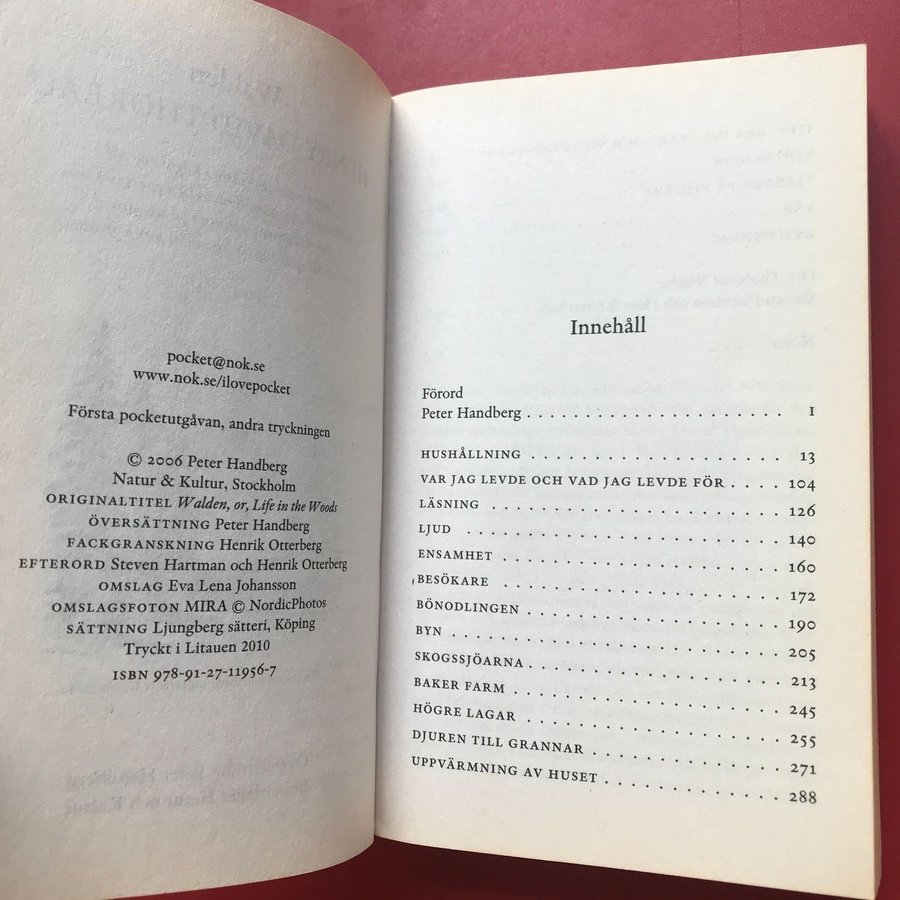 pocket@nok.se
www.nok.se/ilovepocket
Första pocketutgåvan, andra tryckningen
© 2006 Peter Handberg
Natur & Kultur, Stockholm
ORIGINALTITEL Walden, or, Life in the Woods
ÖVERSÄTTNING Peter Handberg
FACKGRANSKNING Henrik Otterberg
EFTERORD Steven Hartman och Henrik Otterberg
OMSLAG Eva Lena Johansson
OMSLAGSFOTON MIRA © NordicPhotos
SÄTTNING Ljungberg sätteri, Köping
Tryckt i Litauen 2010
ISBN 978-91-27-11956-7
Innehåll
Förord
Peter Handberg . . . . . . . . . . . . . . . . . . . . . . 1
HUSHÅLLNING . . . . . . . . . . . . . . . . . . . . . 13
VAR JAG LEVDE OCH VAD JAG LEVDE FÖR . . . . 104
LÄSNING . . . . . . . . . . . . . . . . . . . . . . . . 126
LJUD . . . . . . . . . . . . . . . . . . . . . . . . . 140
ENSAMHET . . . . . . . . . . . . . . . . . . . . . . 160
BESÖKARE . . . . . . . . . . . . . . . . . . . . . . 172
BÖNODLINGEN . . . . . . . . . . . . . . . . . . . . 190
BYN . . . . . . . . . . . . . . . . . . . . . . . . . 205
SKOGSSJÖARNA . . . . . . . . . . . . . . . . . . . 213
BAKER FARM . . . . . . . . . . . . . . . . . . . . 245
HÖGRE LAGAR . . . . . . . . . . . . . . . . . . . . 255
DJUREN TILL GRANNAR . . . . . . . . . . . . . . 271
UPPVÄRMNING AV HUSET . . . . . . . . . . . . . 288